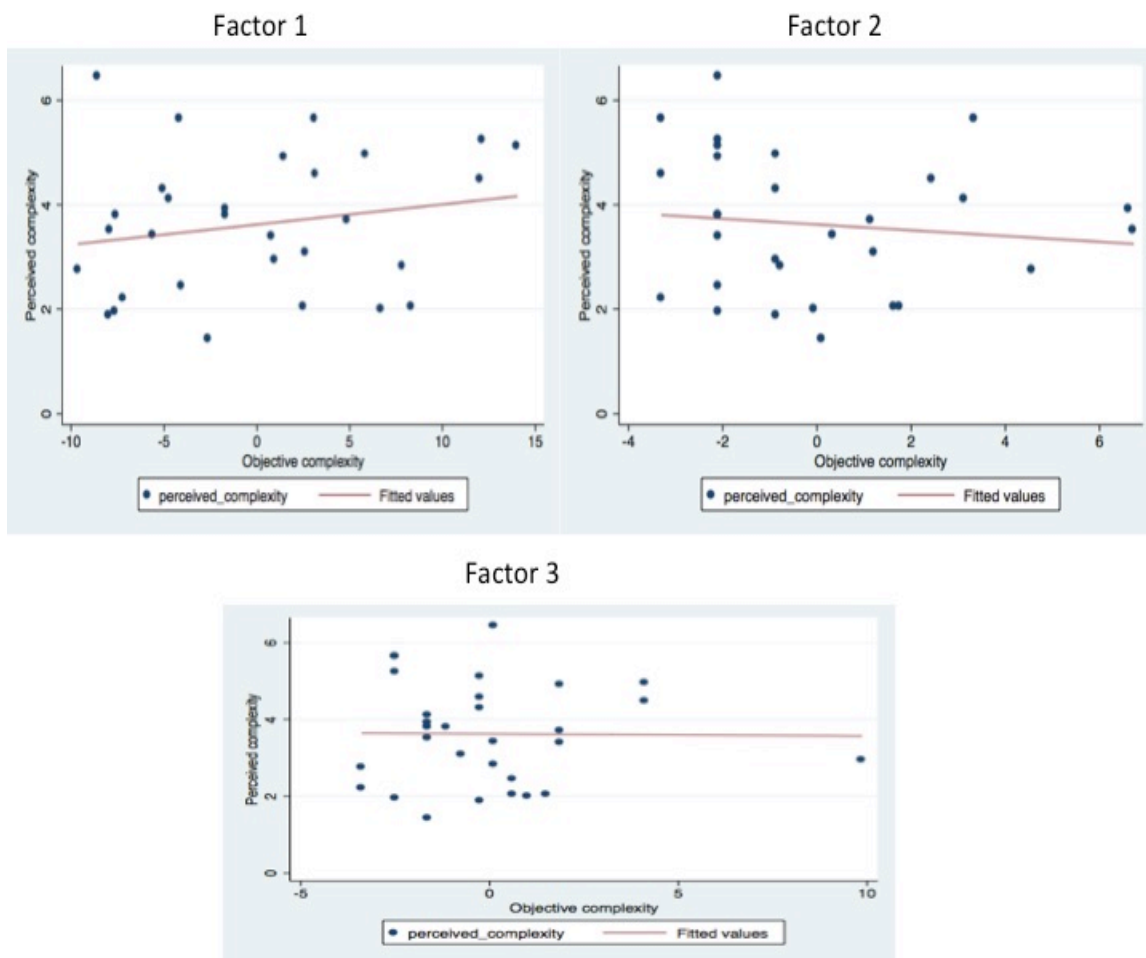 Factor 1
Perceived complexity
6
4
2
0
-10 -5 0 5 10 15
Objective complexity
perceived_complexity Fitted values
Factor 2
Perceived complexity
6
4
2
0
-4 -2 0 2 4 6
Objective complexity
perceived_complexity Fitted values
Factor 3
Perceived complexity
6
4
2
0
-5 0 5 10
Objective complexity
perceived_complexity Fitted values